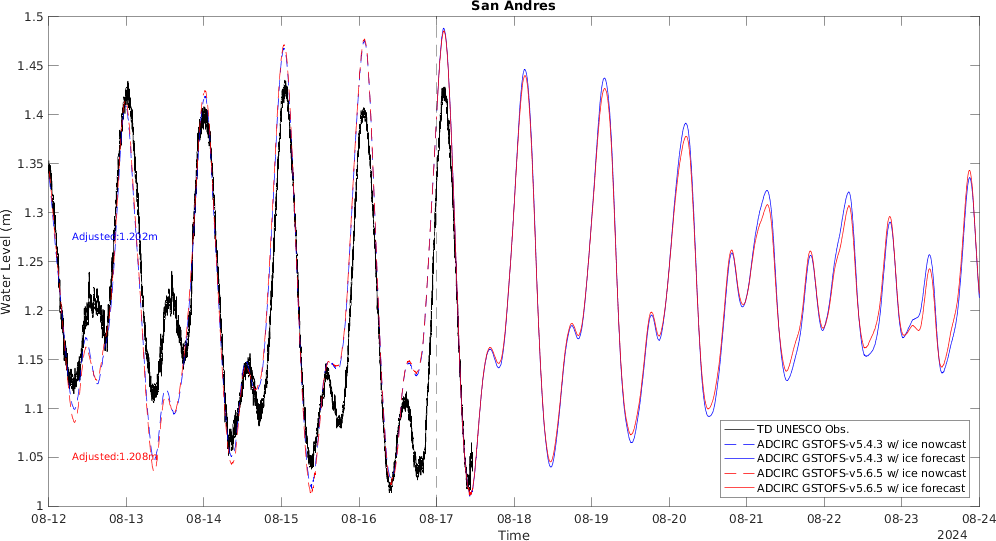 San Andres
1.5
1.45
1.4
1.35
1.3
1.25
1.2
1.15
1.1
1.05
1
Water Level (m)
Adjusted:1.202m
Adjusted:1.208m
TD UNESCO Obs.
ADCIRC GSTOFS-v5.4.3 w/ ice nowcast
ADCIRC GSTOFS-v5.4.3 w/ ice forecast
ADCIRC GSTOFS-v5.6.5 w/ ice nowcast
ADCIRC GSTOFS-v5.6.5 w/ ice forecast
08-12 08-13 08-14 08-15 08-16 08-17 08-18 08-19 08-20 08-21 08-22 08-23 08-24
Time
2024